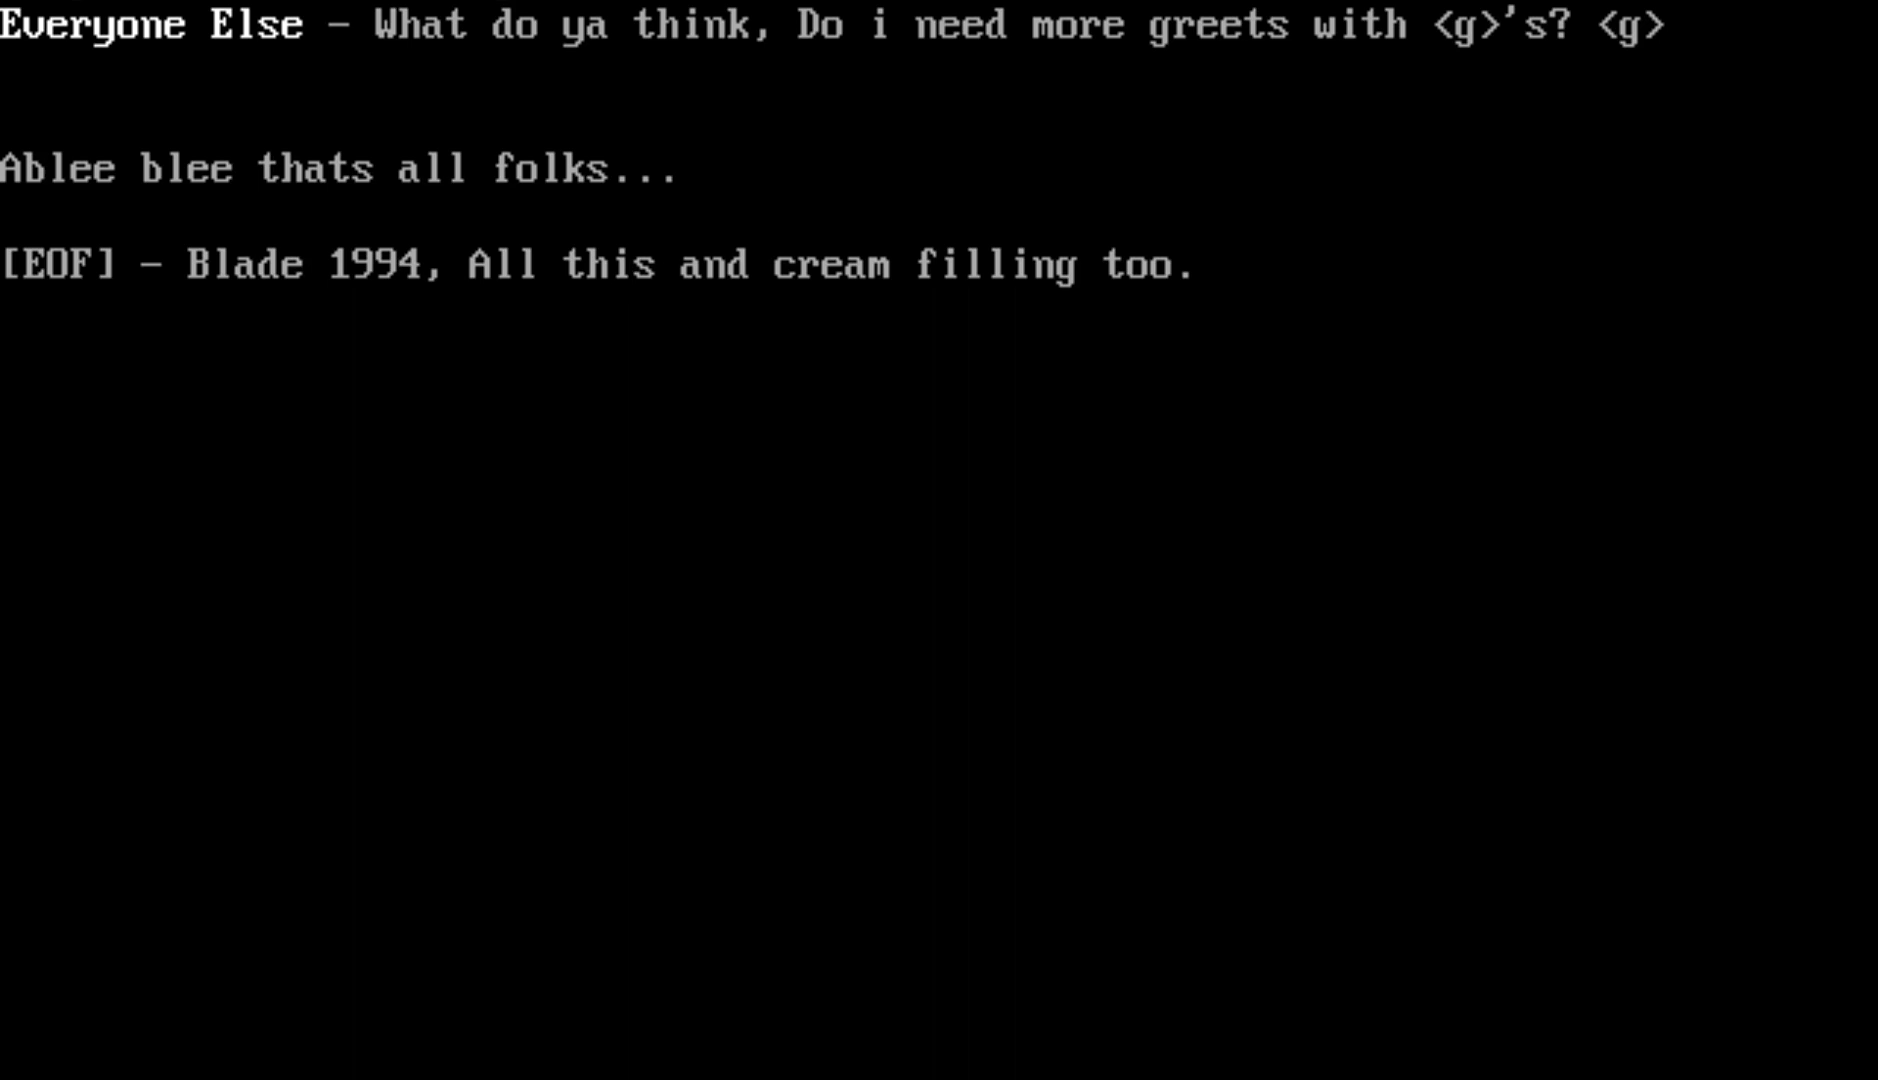 Everyone Else - What do ya think, Do i need more greets with <g>'s? <g>
Ablee blee thats all folks...
[EOF] - Blade 1994, All this and cream filling too.